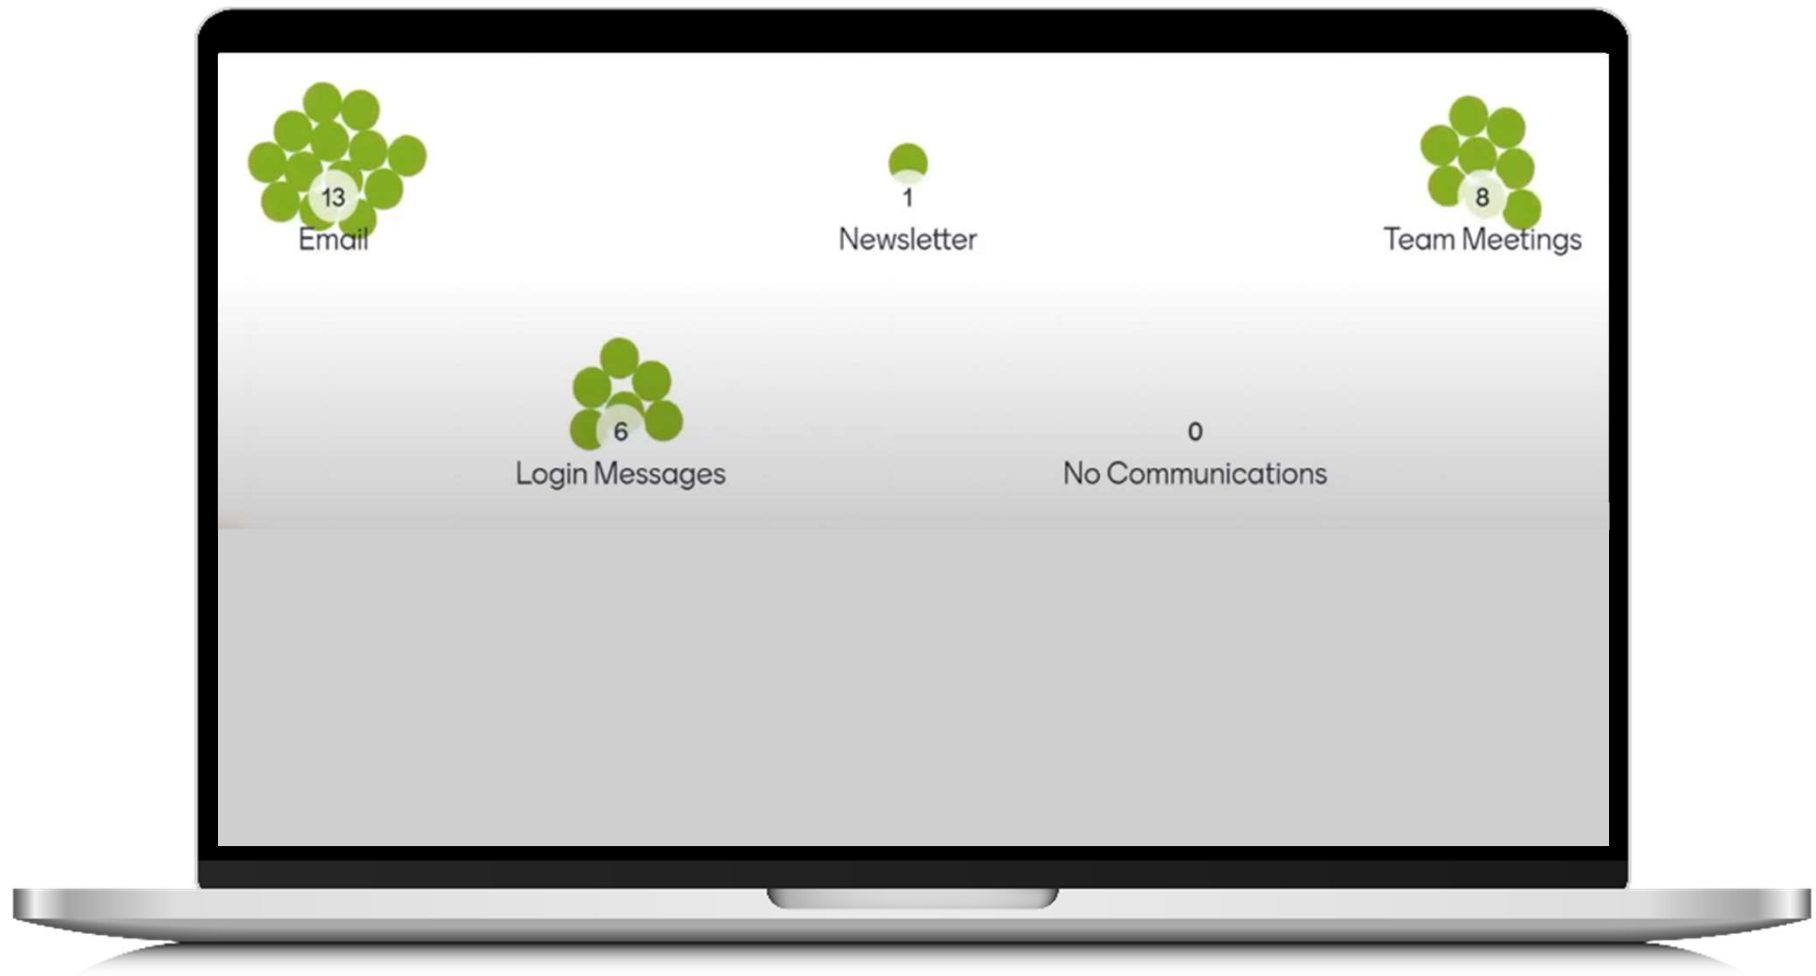 13
Email
1
Newsletter
8
Team Meetings
6
Login Messages
0
No Communications